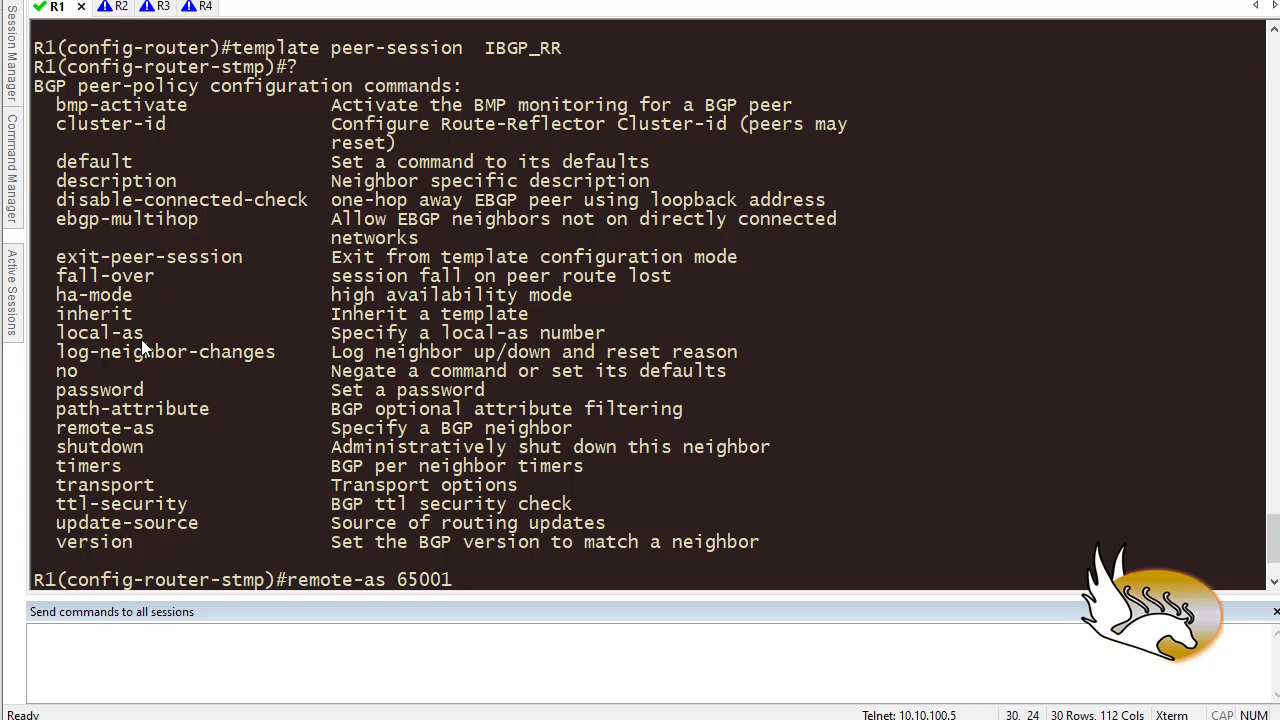 R1 × R2 R3 R4
Session Manager
Command Manager
Active Sessions
R1(config-router)#template peer-session  IBGP_RR
R1(config-router-stmp)#?
BGP peer-policy configuration commands:
bmp-activate Activate the BMP monitoring for a BGP peer
cluster-id Configure Route-Reflector Cluster-id (peers may
reset)
default Set a command to its defaults
description Neighbor specific description
disable-connected-check one-hop away EBGP peer using loopback address
ebgp-multihop Allow EBGP neighbors not on directly connected
networks
exit-peer-session Exit from template configuration mode
fall-over session fall on peer route lost
ha-mode high availability mode
inherit Inherit a template
local-as Specify a local-as number
log-neighbor-changes Log neighbor up/down and reset reason
no Negate a command or set its defaults
password Set a password
path-attribute BGP optional attribute filtering
remote-as Specify a BGP neighbor
shutdown Administratively shut down this neighbor
timers BGP per neighbor timers
transport Transport options
ttl-security BGP ttl security check
update-source Source of routing updates
version Set the BGP version to match a neighbor
R1(config-router-stmp)#remote-as 65001
Send commands to all sessions ×
Ready Telnet: 10.10.100.5 30, 24 30 Rows, 112 Cols Xterm CAP NUM